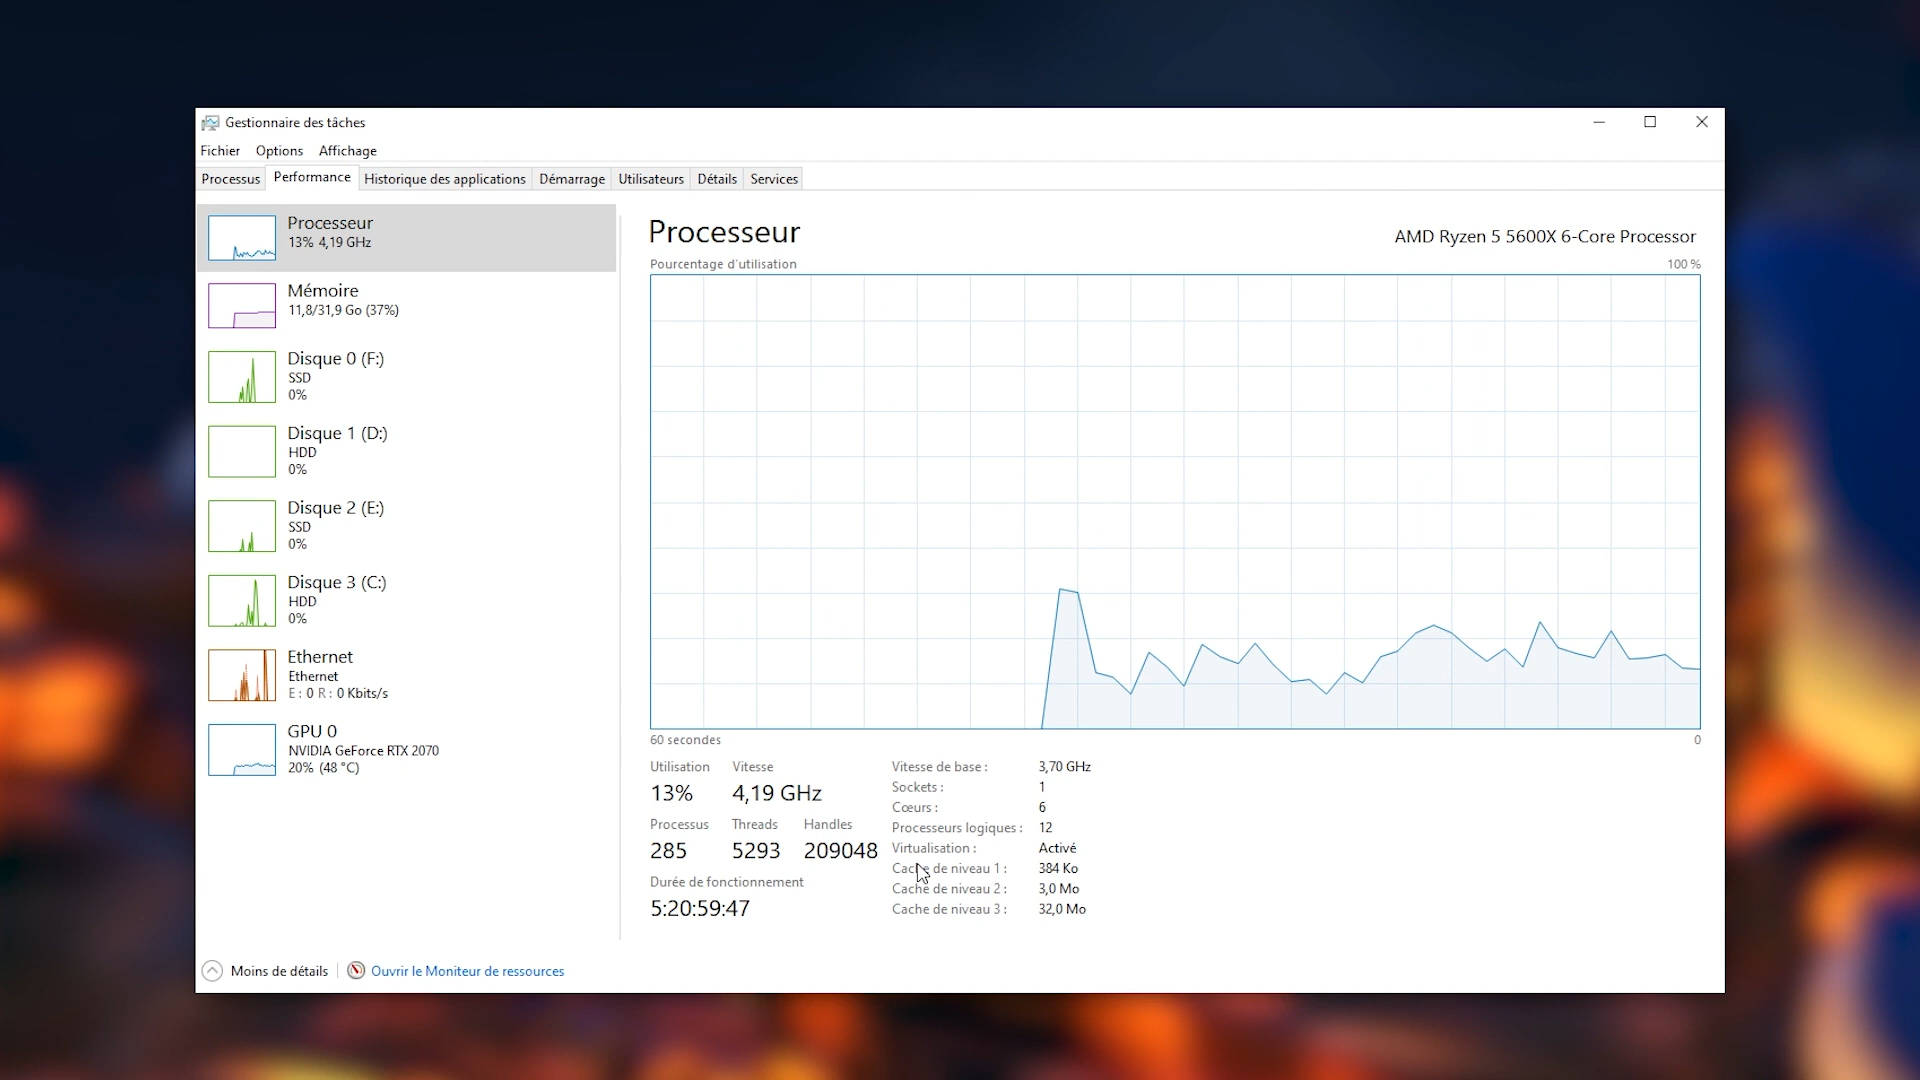 Gestionnaire des tâches
Fichier Options Affichage
Processus Performance Historique des applications Démarrage Utilisateurs Détails Services
Processeur
13% 4,19 GHz
Mémoire
11,8/31,9 Go (37%)
Disque 0 (F:)
SSD
0%
Disque 1 (D:)
HDD
0%
Disque 2 (E:)
SSD
0%
Disque 3 (C:)
HDD
0%
Ethernet
Ethernet
E : 0 R : 0 Kbits/s
GPU 0
NVIDIA GeForce RTX 2070
20% (48 °C)
Processeur
AMD Ryzen 5 5600X 6-Core Processor
Pourcentage d'utilisation
100 %
60 secondes
0
Utilisation Vitesse
13% 4,19 GHz
Processus Threads Handles
285 5293 209048
Durée de fonctionnement
5:20:59:47
Vitesse de base : 3,70 GHz
Sockets : 1
Cœurs : 6
Processeurs logiques : 12
Virtualisation : Activé
Cache de niveau 1 : 384 Ko
Cache de niveau 2 : 3,0 Mo
Cache de niveau 3 : 32,0 Mo
Moins de détails
Ouvrir le Moniteur de ressources